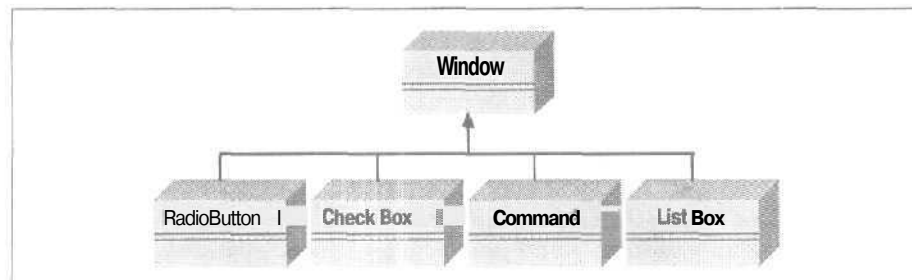 Window
RadioButton
Check Box
Command
List Box